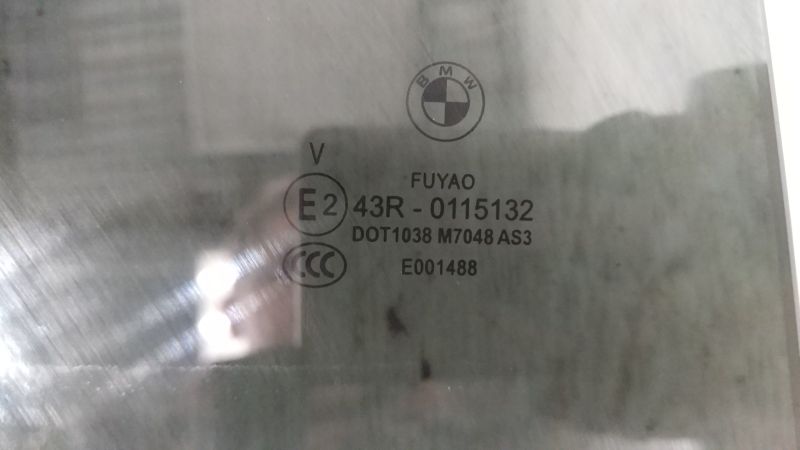 BMW
V
FUYAO
E2 43R - 0115132
DOT1038 M7048 AS3
CCC E001488